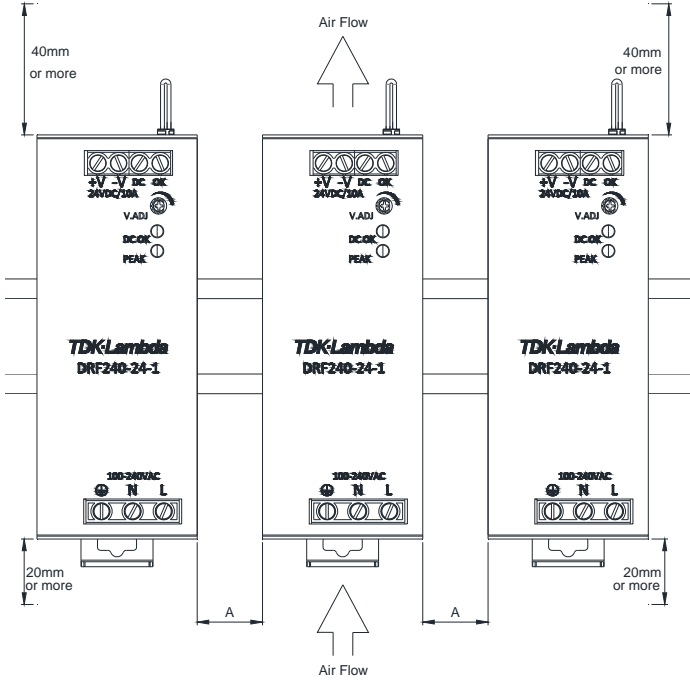 Air Flow
40mm
or more
40mm
or more
+V -V DC OK
24VDC/10A
V.ADJ
DC OK
PEAK
TDK-Lambda
DRF240-24-1
100-240VAC
N L
+V -V DC OK
24VDC/10A
V.ADJ
DC OK
PEAK
TDK-Lambda
DRF240-24-1
100-240VAC
N L
+V -V DC OK
24VDC/10A
V.ADJ
DC OK
PEAK
TDK-Lambda
DRF240-24-1
100-240VAC
N L
20mm
or more
A
A
20mm
or more
Air Flow